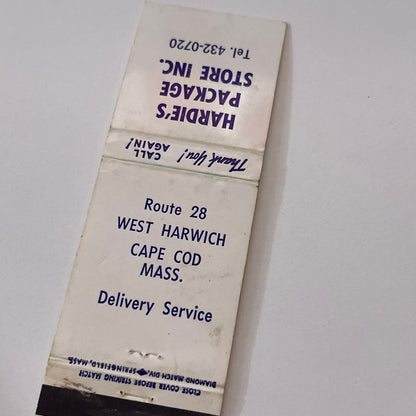 HARDIE'S
PACKAGE
STORE INC.
Tel. 432-0720
Thank You! CALL
AGAIN!
Route 28
WEST HARWICH
CAPE COD
MASS.
Delivery Service
CLOSE COVER BEFORE STRIKING MATCH
DIAMOND MATCH DIV. SPRINGFIELD, MASS.